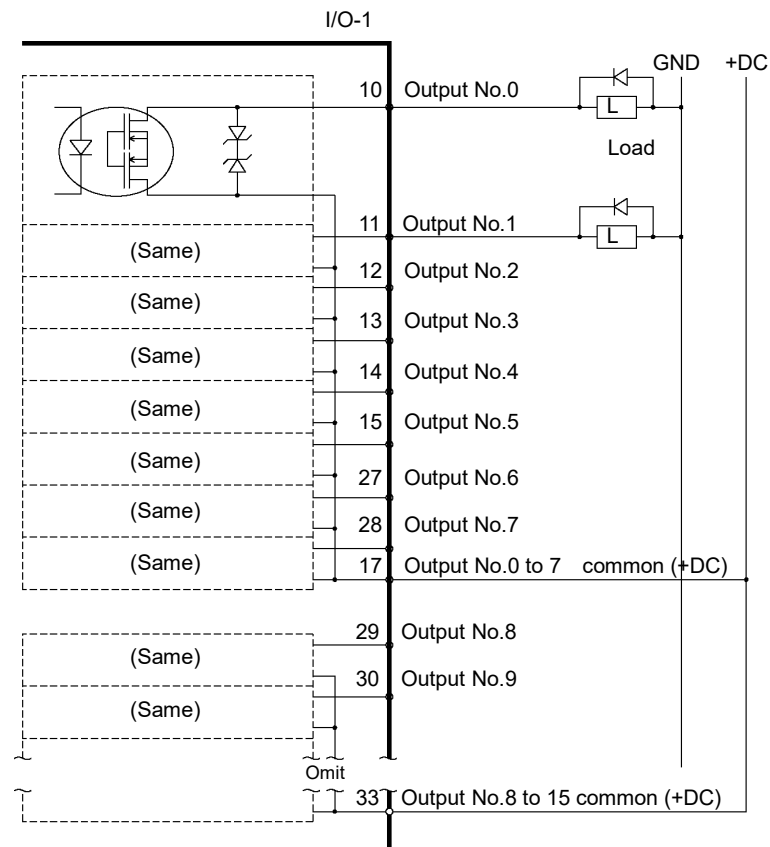 I/O-1
GND +DC
10 Output No.0
L
Load
11 Output No.1
L
(Same)
12 Output No.2
(Same)
13 Output No.3
(Same)
14 Output No.4
(Same)
15 Output No.5
(Same)
27 Output No.6
(Same)
28 Output No.7
(Same)
17 Output No.0 to 7 common (+DC)
29 Output No.8
(Same)
30 Output No.9
(Same)
Omit
33 Output No.8 to 15 common (+DC)